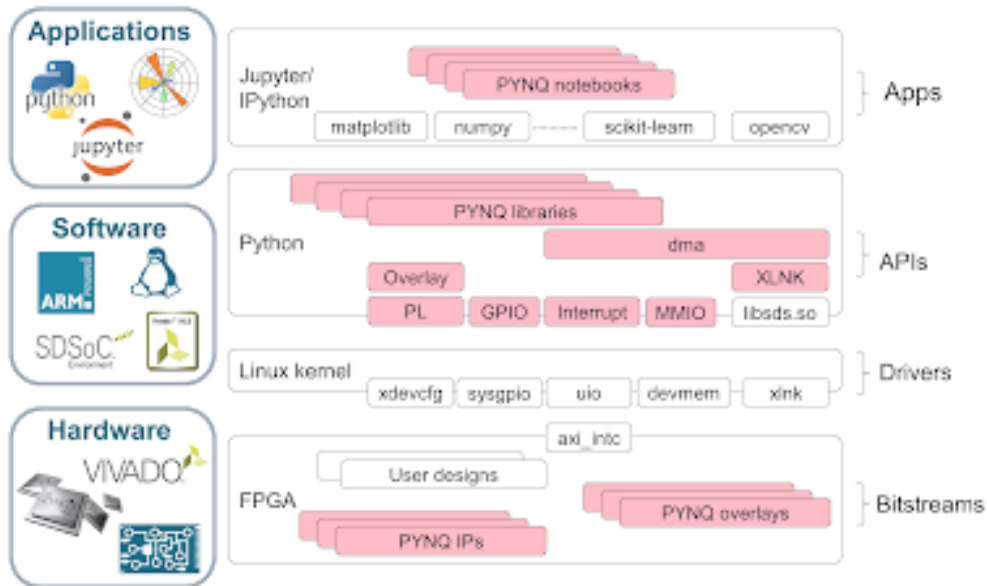 Applications
python
jupyter
Software
ARM
POWERED
SDSoC
Environment
Hardware
VIVADO
Jupyter/
IPython
PYNQ notebooks
matplotlib
numpy
scikit-learn
opencv
Apps
Python
PYNQ libraries
dma
Overlay
XLNK
PL
GPIO
Interrupt
MMIO
libsds.so
APIs
Linux kernel
xdevcfg
sysgpio
uio
devmem
xlnk
Drivers
axi_intc
User designs
FPGA
PYNQ overlays
PYNQ IPs
Bitstreams